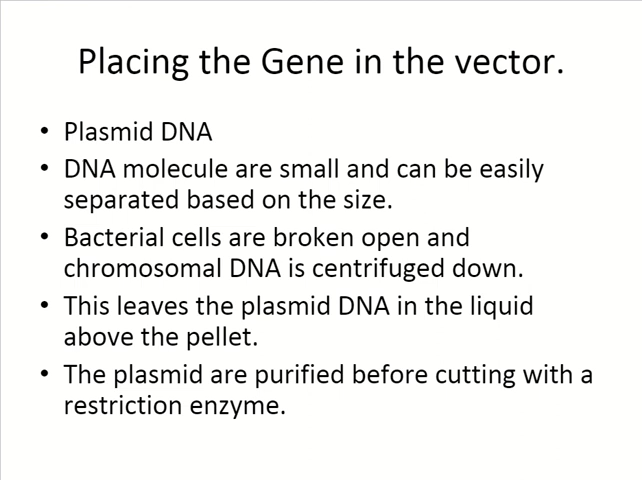 Placing the Gene in the vector.
• Plasmid DNA
• DNA molecule are small and can be easily
separated based on the size.
• Bacterial cells are broken open and
chromosomal DNA is centrifuged down.
• This leaves the plasmid DNA in the liquid
above the pellet.
• The plasmid are purified before cutting with a
restriction enzyme.